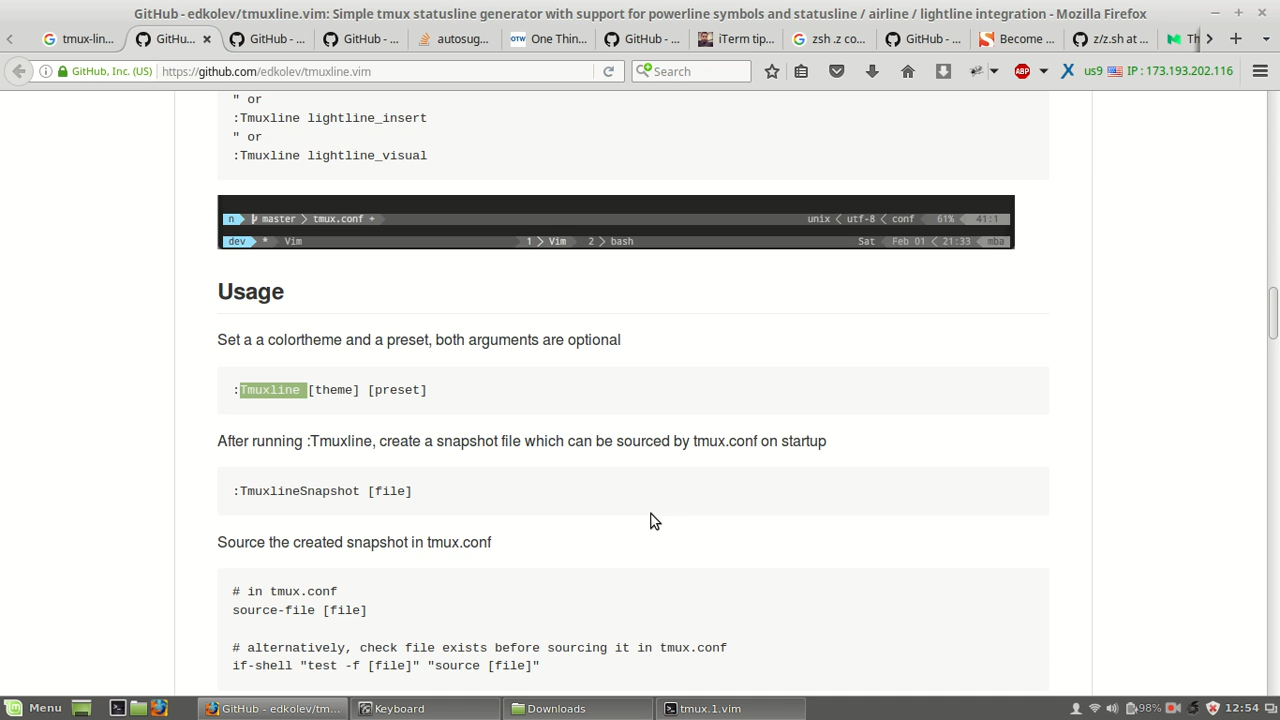 GitHub - edkolev/tmuxline.vim: Simple tmux statusline generator with support for powerline symbols and statusline / airline / lightline integration - Mozilla Firefox
tmux-lin...
GitHu...
GitHub - ...
GitHub - ...
autosug...
OTW One Thin...
GitHub - ...
iTerm tip...
zsh .z co...
GitHub - ...
Become ...
z/z.sh at ...
Th
GitHub, Inc. (US)
https://github.com/edkolev/tmuxline.vim
Search
ABP
us9
IP : 173.193.202.116
" or
:Tmuxline lightline_insert
" or
:Tmuxline lightline_visual
n master tmux.conf + unix utf-8 conf 61% 41:1
dev * Vim 1 Vim 2 bash Sat Feb 01 21:33 mba
Usage
Set a a colortheme and a preset, both arguments are optional
:Tmuxline [theme] [preset]
After running :Tmuxline, create a snapshot file which can be sourced by tmux.conf on startup
:TmuxlineSnapshot [file]
Source the created snapshot in tmux.conf
# in tmux.conf
source-file [file]
# alternatively, check file exists before sourcing it in tmux.conf
if-shell "test -f [file]" "source [file]"
Menu
GitHub - edkolev/tm...
Keyboard
Downloads
tmux.1.vim
98%
12:54